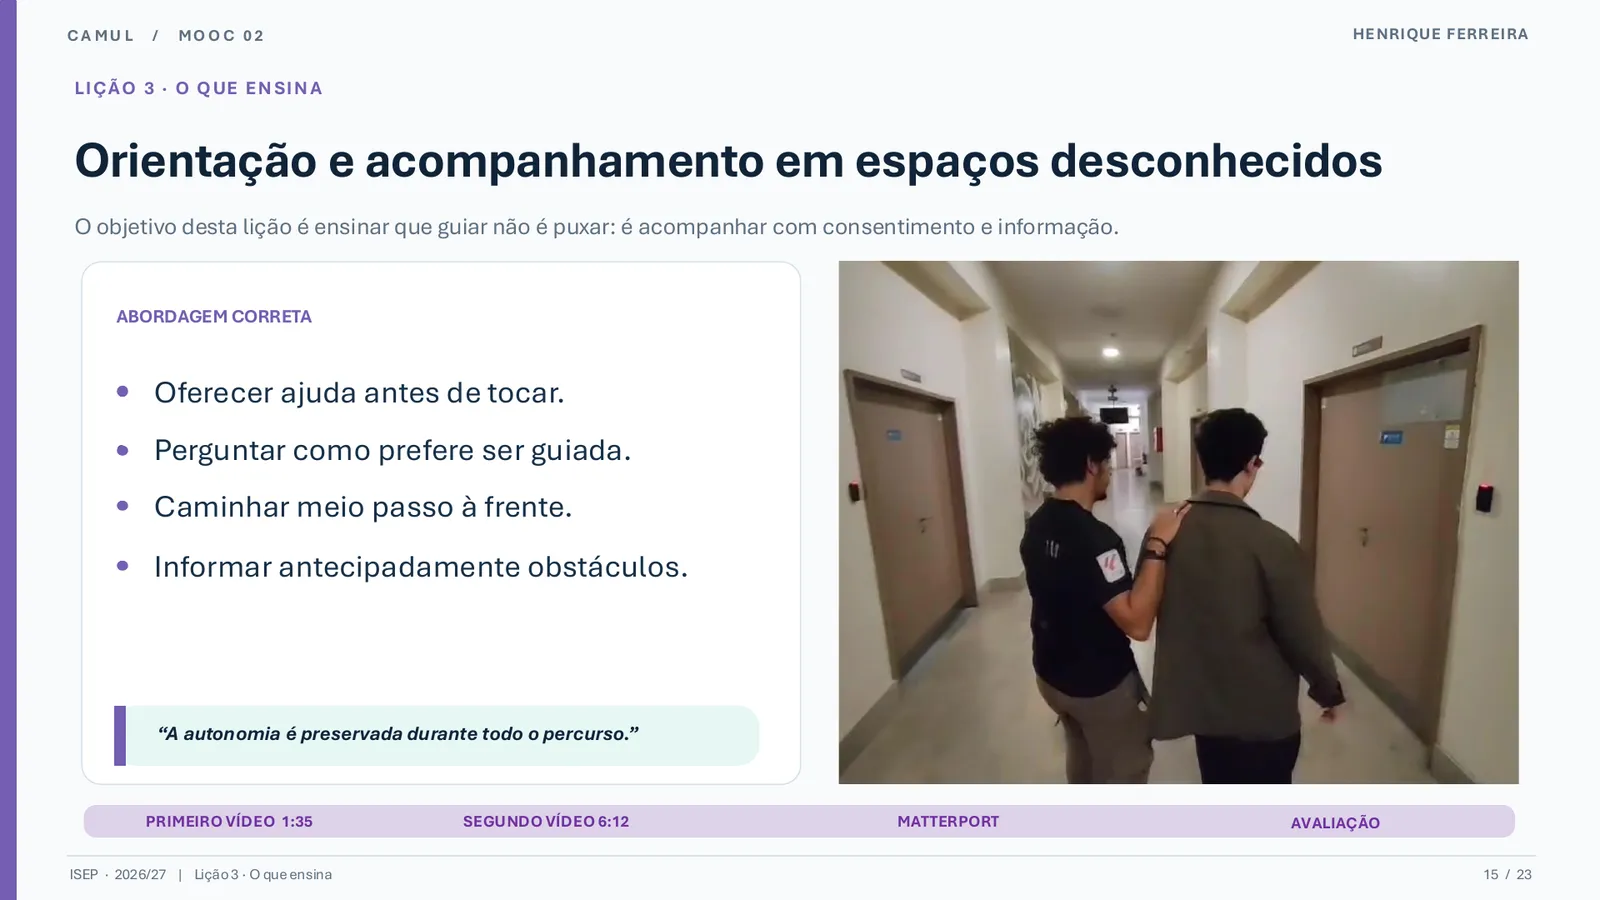 CAMUL / MOOC 02
HENRIQUE FERREIRA
LIÇÃO 3 · O QUE ENSINA
Orientação e acompanhamento em espaços desconhecidos
O objetivo desta lição é ensinar que guiar não é puxar: é acompanhar com consentimento e informação.
ABORDAGEM CORRETA
• Oferecer ajuda antes de tocar.
• Perguntar como prefere ser guiada.
• Caminhar meio passo à frente.
• Informar antecipadamente obstáculos.
“A autonomia é preservada durante todo o percurso.”
PRIMEIRO VÍDEO 1:35
SEGUNDO VÍDEO 6:12
MATTERPORT
AVALIAÇÃO
ISEP · 2026/27 | Lição 3 · O que ensina
15 / 23